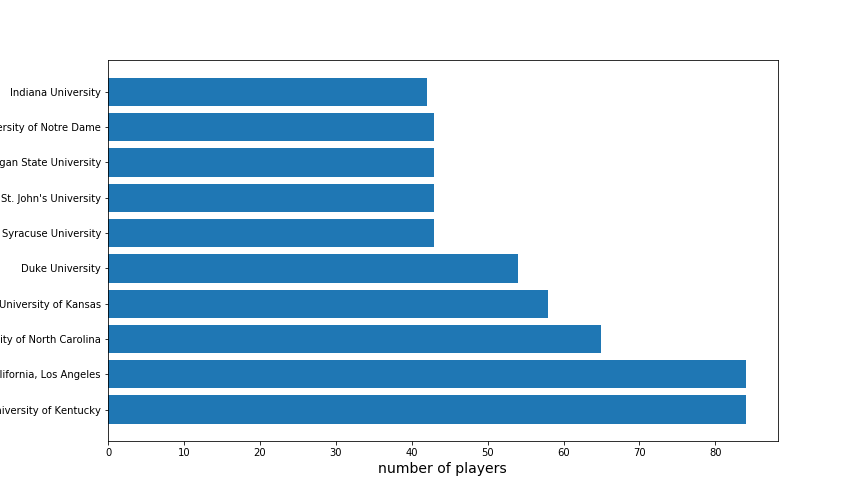 Indiana University
ersity of Notre Dame
gan State University
St. John's University
Syracuse University
Duke University
University of Kansas
ity of North Carolina
lifornia, Los Angeles
iversity of Kentucky
0 10 20 30 40 50 60 70 80
number of players